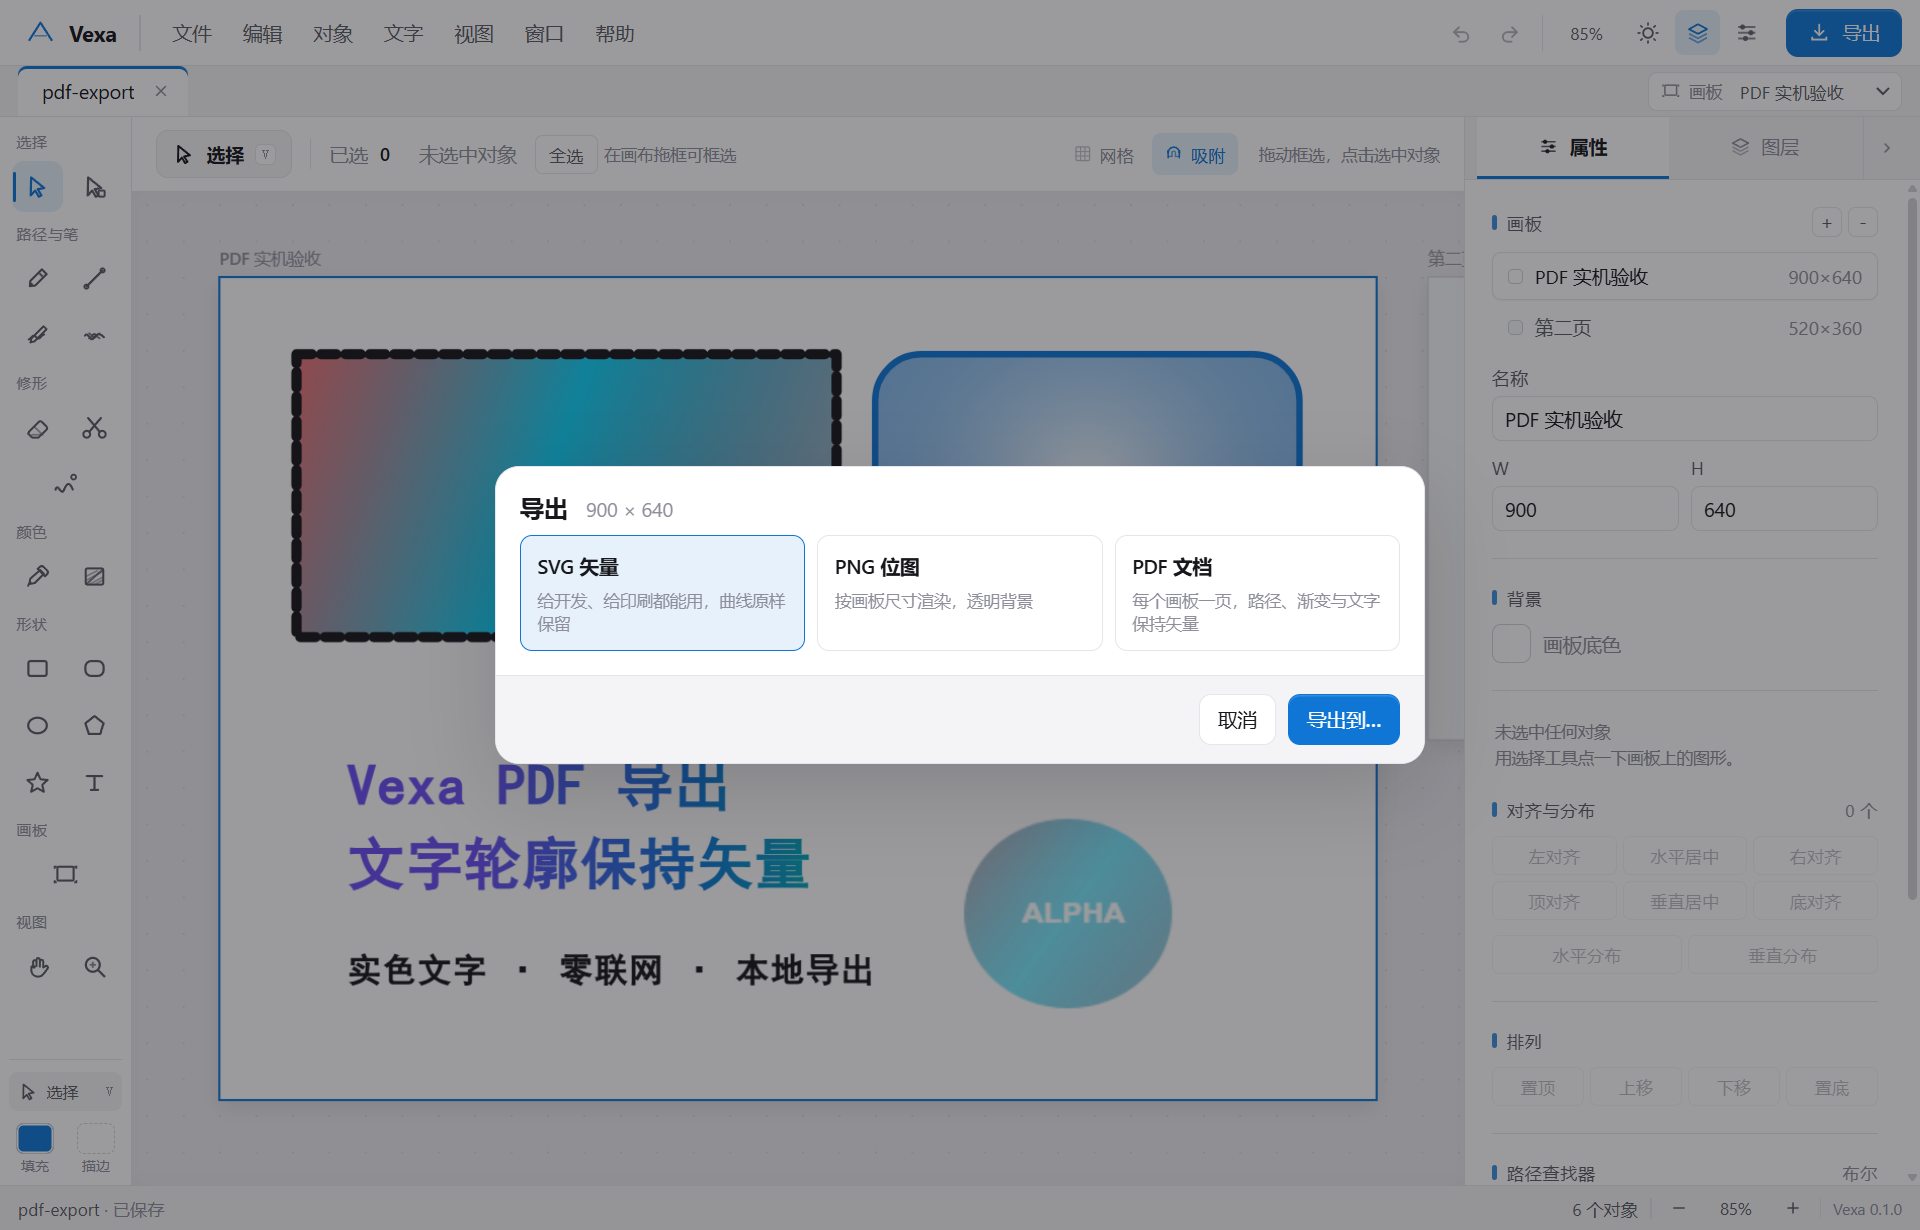 Vexa 文件 编辑 对象 文字 视图 窗口 帮助 85% 导出
pdf-export × 画板 PDF 实机验收
选择
选择 V 已选 0 未选中对象 全选 在画布拖框可框选 网格 吸附 拖动框选，点击选中对象
属性 图层
路径与笔
修形
颜色
形状
画板
视图
选择 V
填充 描边
PDF 实机验收
第二
Vexa PDF 导出
文字轮廓保持矢量
实色文字 · 零联网 · 本地导出
ALPHA
导出 900 × 640
SVG 矢量
给开发、给印刷都能用，曲线原样
保留
PNG 位图
按画板尺寸渲染，透明背景
PDF 文档
每个画板一页，路径、渐变与文字
保持矢量
取消 导出到...
画板 + -
PDF 实机验收 900×640
第二页 520×360
名称
PDF 实机验收
W H
900 640
背景
画板底色
未选中任何对象
用选择工具点一下画板上的图形。
对齐与分布 0 个
左对齐 水平居中 右对齐
顶对齐 垂直居中 底对齐
水平分布 垂直分布
排列
置顶 上移 下移 置底
路径查找器 布尔
pdf-export · 已保存 6 个对象 − 85% + Vexa 0.1.0